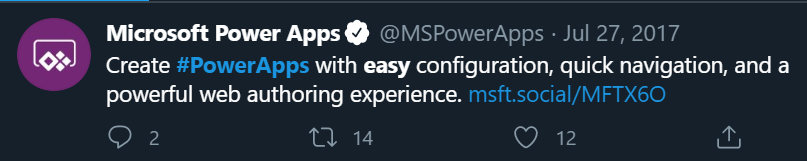 Microsoft Power Apps @MSPowerApps · Jul 27, 2017
Create #PowerApps with easy configuration, quick navigation, and a
powerful web authoring experience. msft.social/MFTX6O
2 14 12